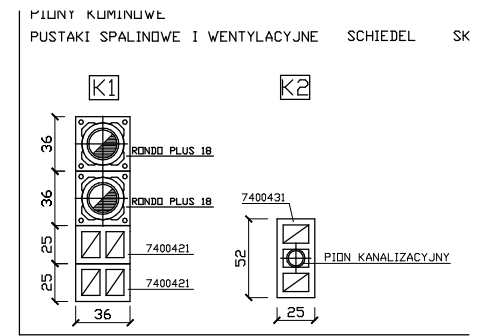 PIONY KOMINOWE
PUSTAKI SPALINOWE I WENTYLACYJNE SCHIEDEL SK
K1
K2
36
RONDO PLUS 18
36
RONDO PLUS 18
7400431
25
7400421
52
PION KANALIZACYJNY
25
7400421
36
25